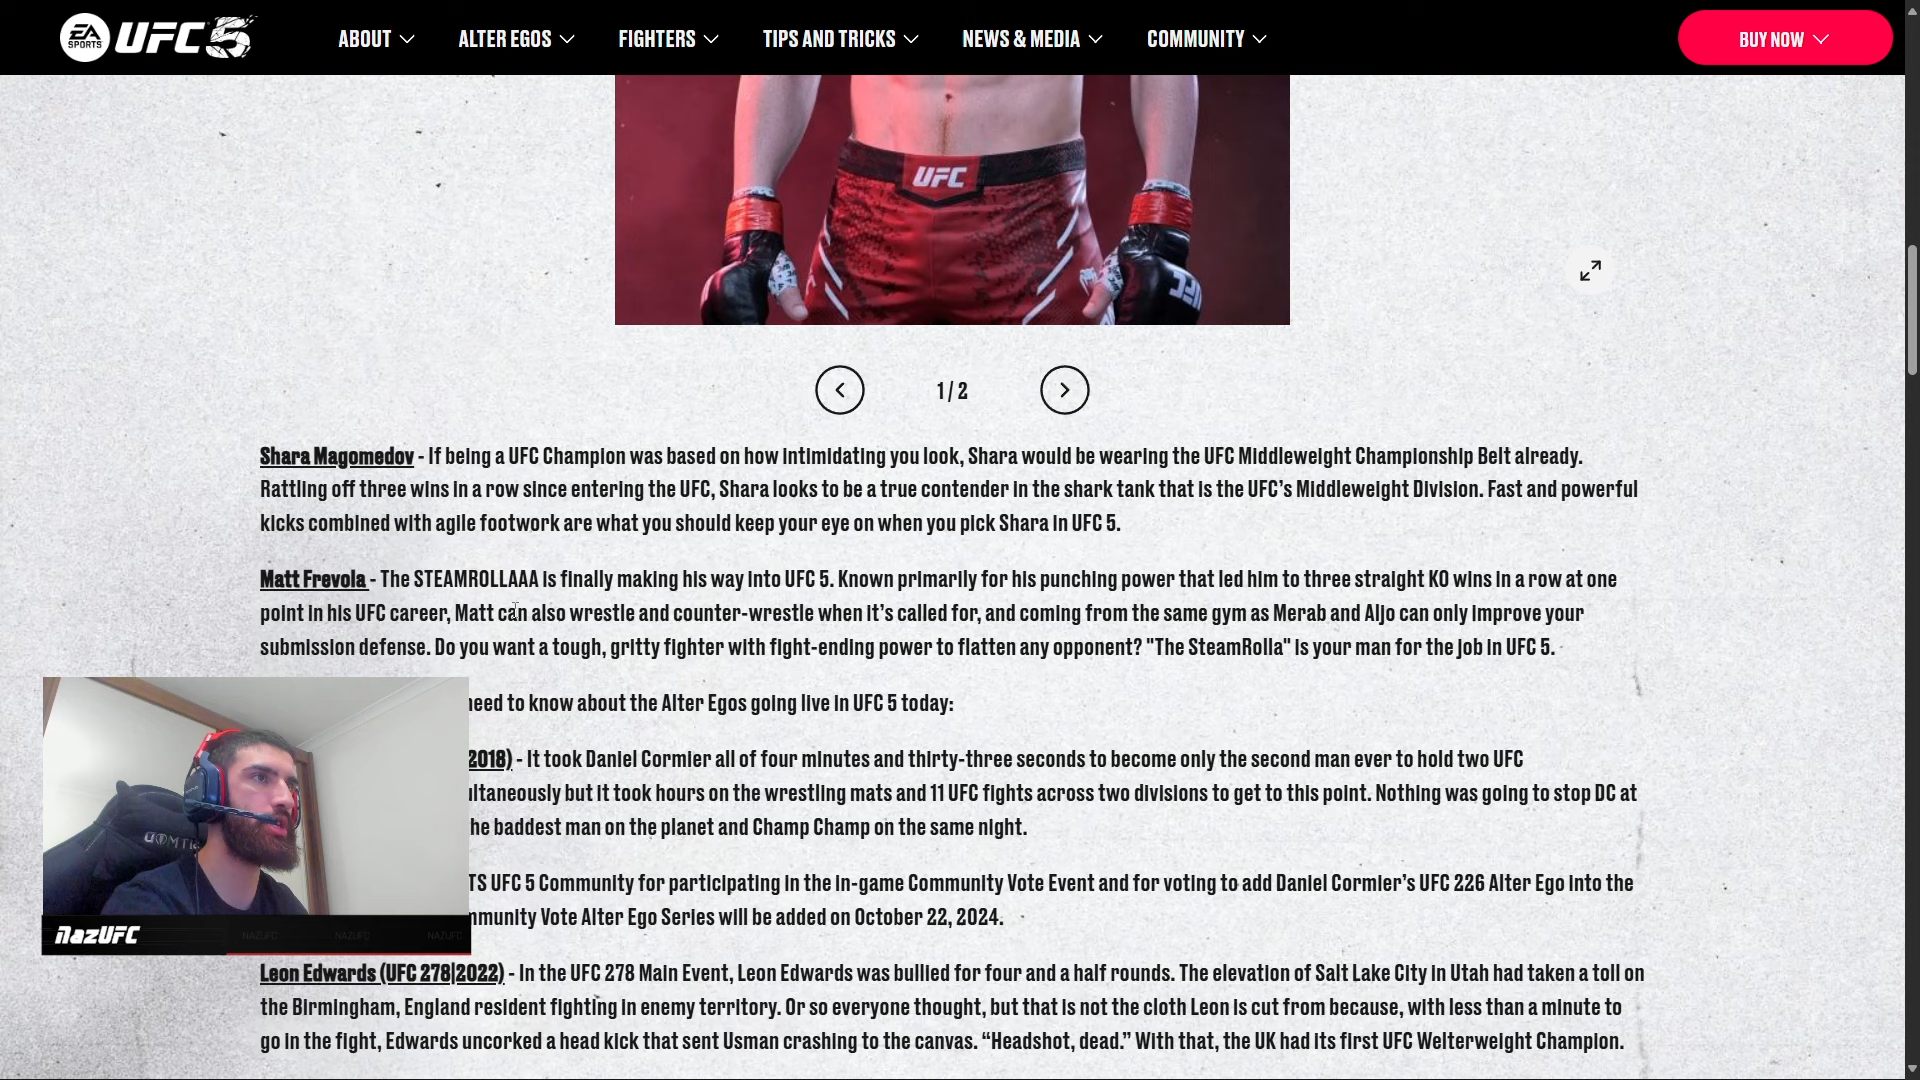 EA SPORTS UFC 5
ABOUT
ALTER EGOS
FIGHTERS
TIPS AND TRICKS
NEWS & MEDIA
COMMUNITY
BUY NOW
UFC
1 / 2
Shara Magomedov - If being a UFC Champion was based on how intimidating you look, Shara would be wearing the UFC Middleweight Championship Belt already.
Rattling off three wins in a row since entering the UFC, Shara looks to be a true contender in the shark tank that is the UFC’s Middleweight Division. Fast and powerful
kicks combined with agile footwork are what you should keep your eye on when you pick Shara in UFC 5.
Matt Frevola - The STEAMROLLAAA is finally making his way into UFC 5. Known primarily for his punching power that led him to three straight KO wins in a row at one
point in his UFC career, Matt can also wrestle and counter-wrestle when it’s called for, and coming from the same gym as Merab and Aljo can only improve your
submission defense. Do you want a tough, gritty fighter with fight-ending power to flatten any opponent? "The SteamRolla" is your man for the job in UFC 5.
need to know about the Alter Egos going live in UFC 5 today:
2018) - It took Daniel Cormier all of four minutes and thirty-three seconds to become only the second man ever to hold two UFC
ultaneously but it took hours on the wrestling mats and 11 UFC fights across two divisions to get to this point. Nothing was going to stop DC at
he baddest man on the planet and Champ Champ on the same night.
TS UFC 5 Community for participating in the in-game Community Vote Event and for voting to add Daniel Cormier’s UFC 226 Alter Ego into the
mmunity Vote Alter Ego Series will be added on October 22, 2024.
NazUFC
NAZUFC NAZUFC NAZUFC
Leon Edwards (UFC 278|2022) - In the UFC 278 Main Event, Leon Edwards was bullied for four and a half rounds. The elevation of Salt Lake City in Utah had taken a toll on
the Birmingham, England resident fighting in enemy territory. Or so everyone thought, but that is not the cloth Leon is cut from because, with less than a minute to
go in the fight, Edwards uncorked a head kick that sent Usman crashing to the canvas. “Headshot, dead.” With that, the UK had its first UFC Welterweight Champion.